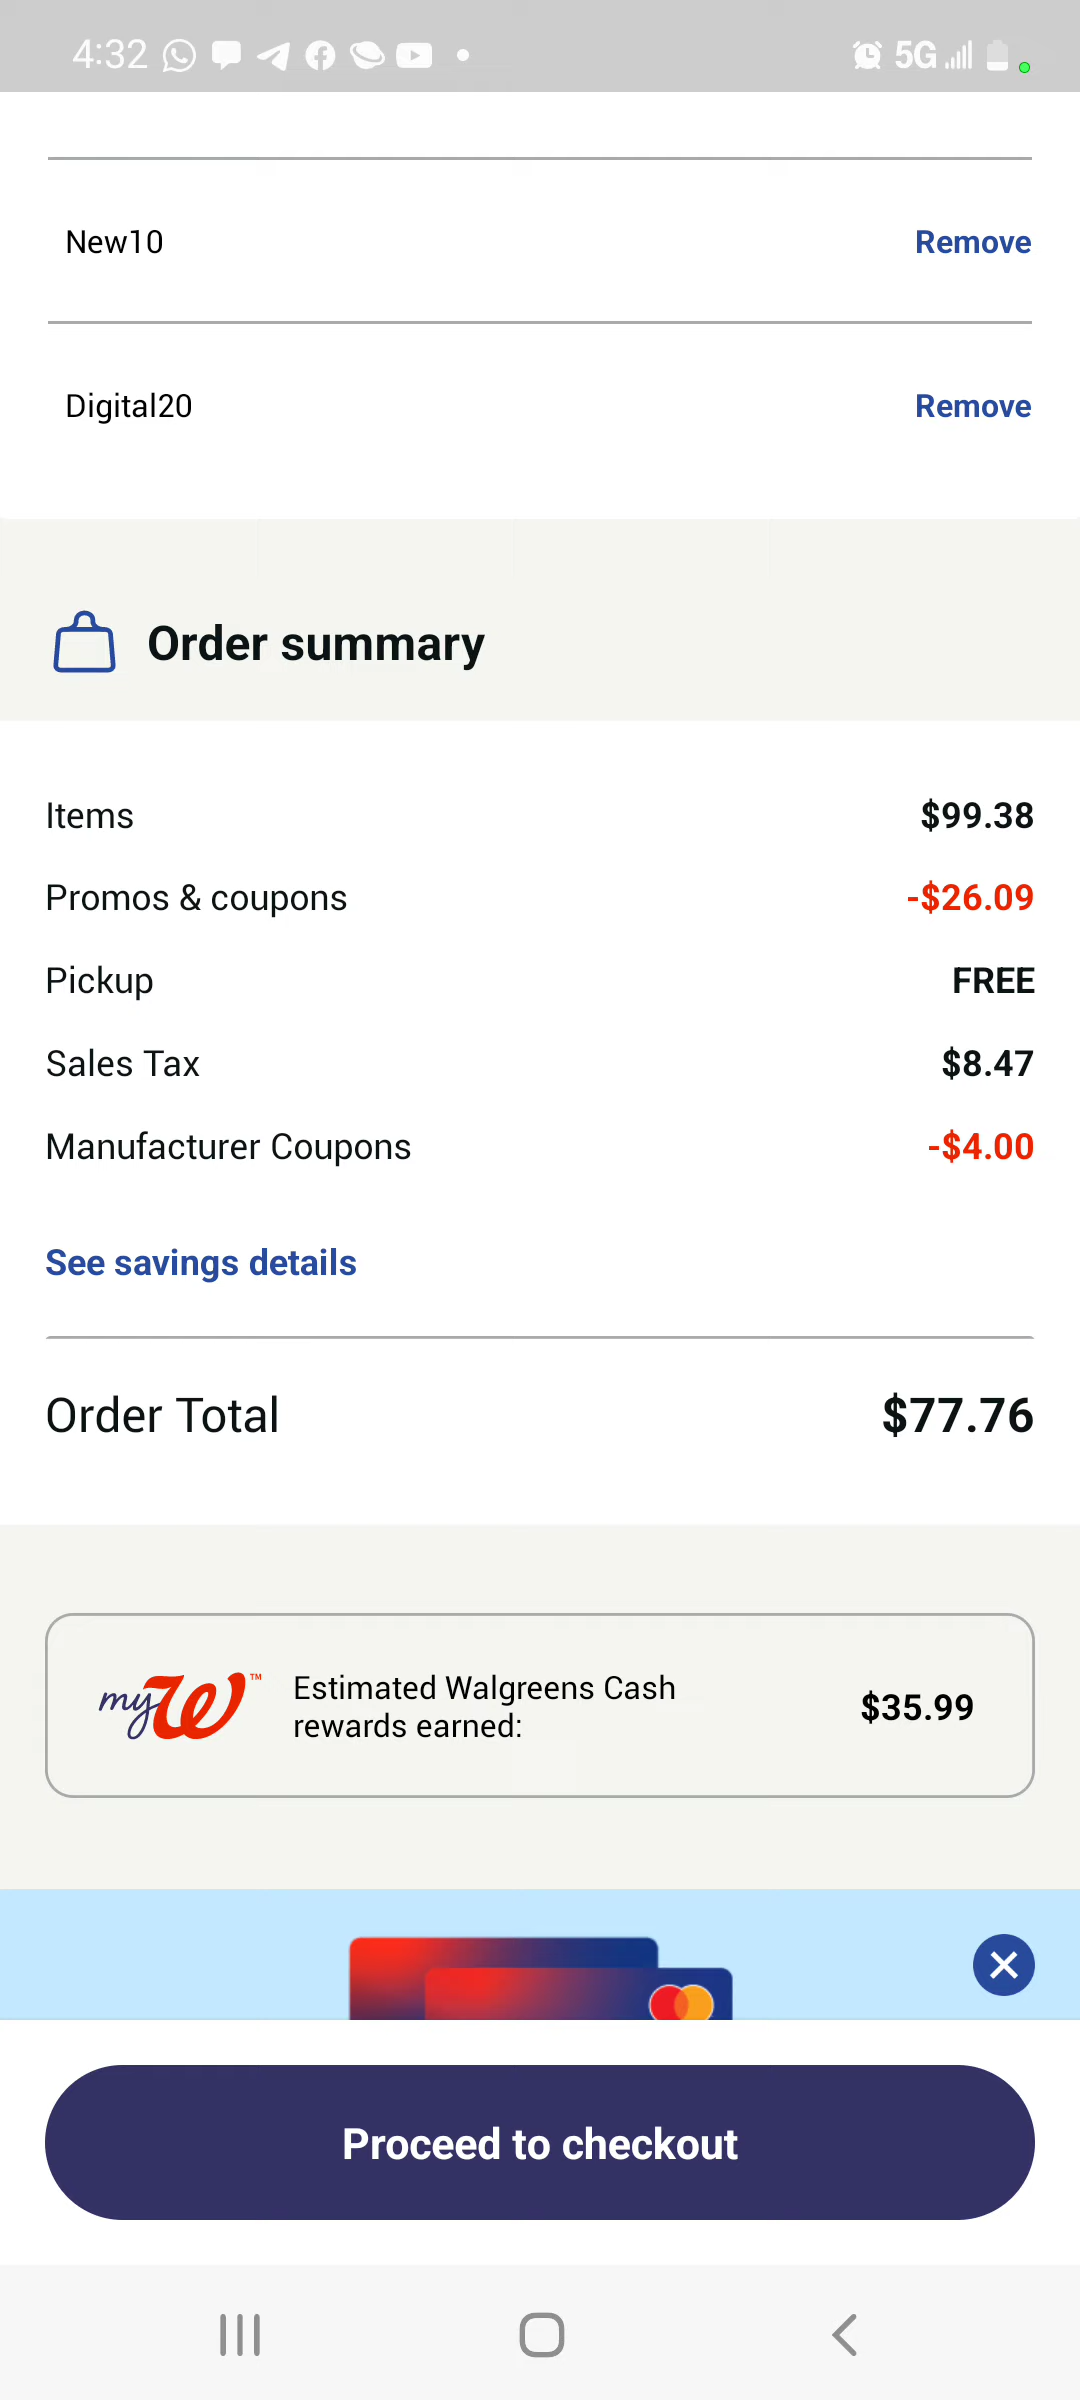 4:32 5G
New10 Remove
Digital20 Remove
Order summary
Items $99.38
Promos & coupons -$26.09
Pickup FREE
Sales Tax $8.47
Manufacturer Coupons -$4.00
See savings details
Order Total $77.76
myW™ Estimated Walgreens Cash
rewards earned: $35.99
Proceed to checkout